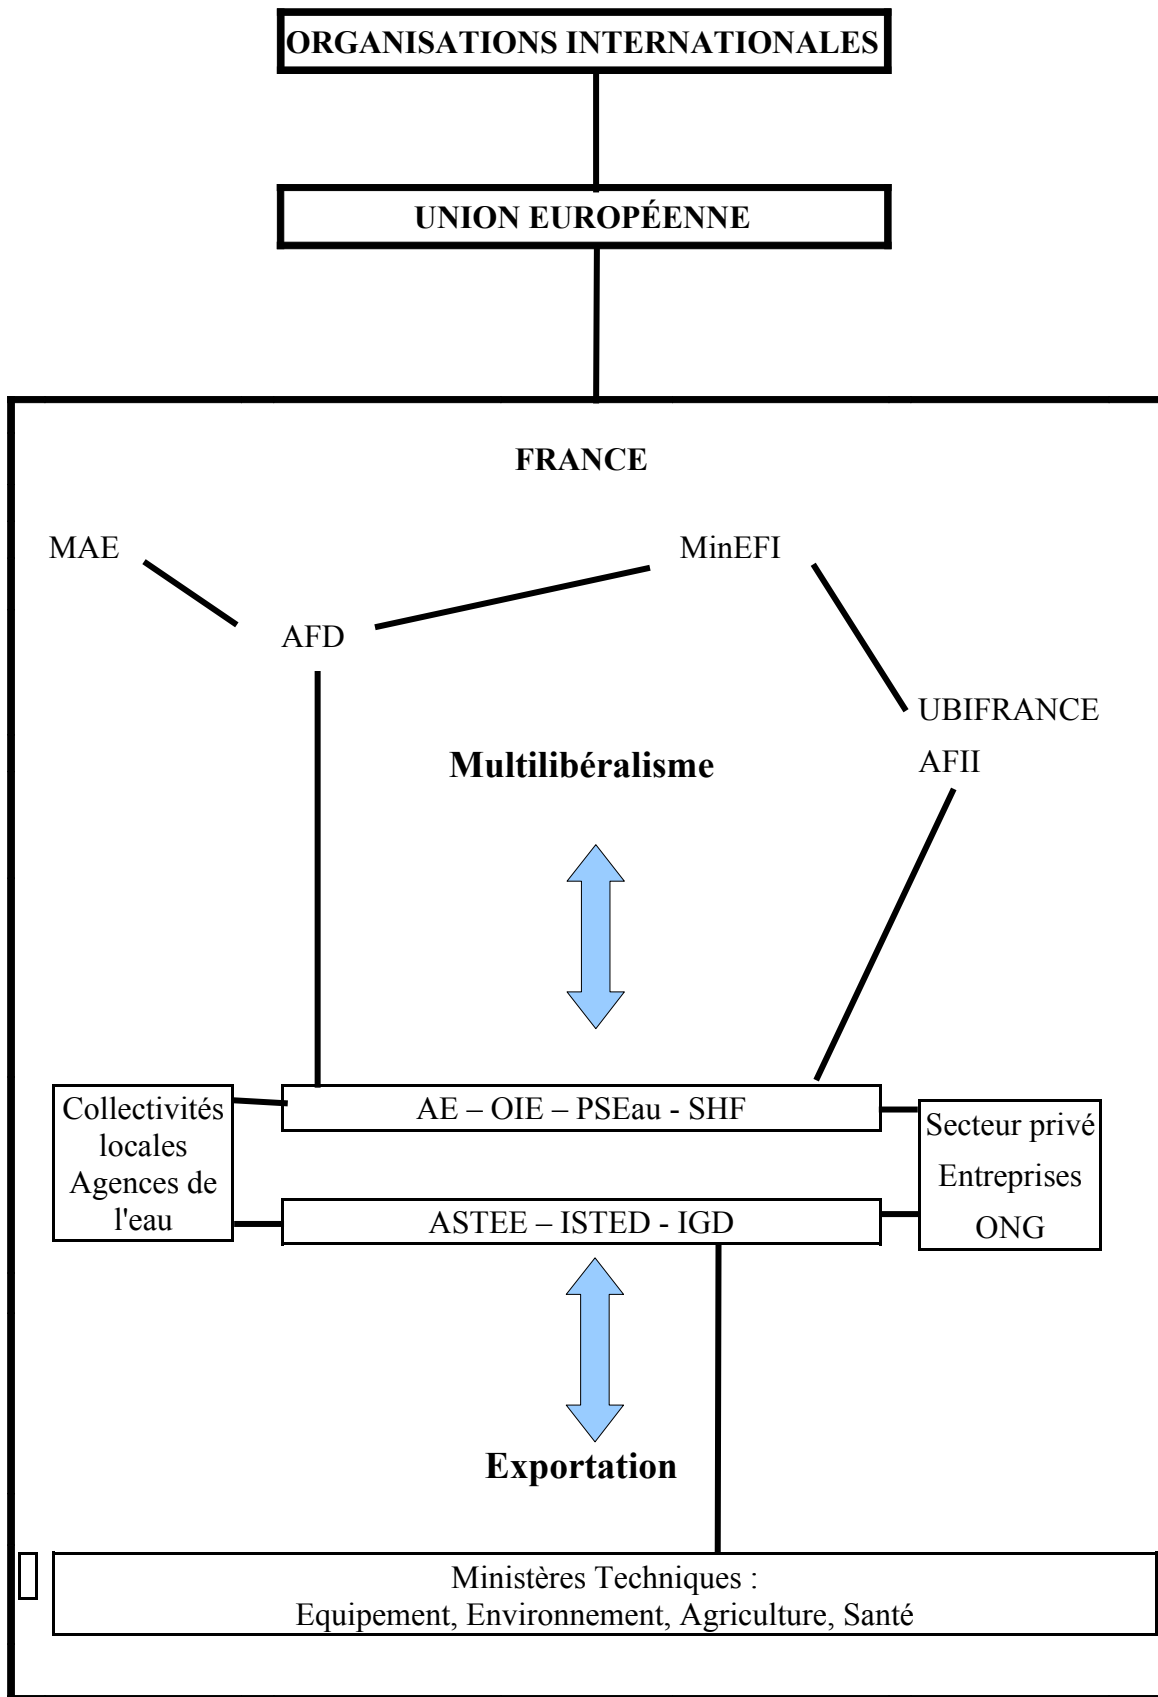 ORGANISATIONS INTERNATIONALES
UNION EUROPÉENNE
FRANCE
MAE
MinEFI
AFD
UBIFRANCE
AFII
Multilibéralisme
Collectivités
locales
Agences de
l'eau
AE – OIE – PSEau - SHF
Secteur privé
Entreprises
ONG
ASTEE – ISTED - IGD
Exportation
Ministères Techniques :
Equipement, Environnement, Agriculture, Santé